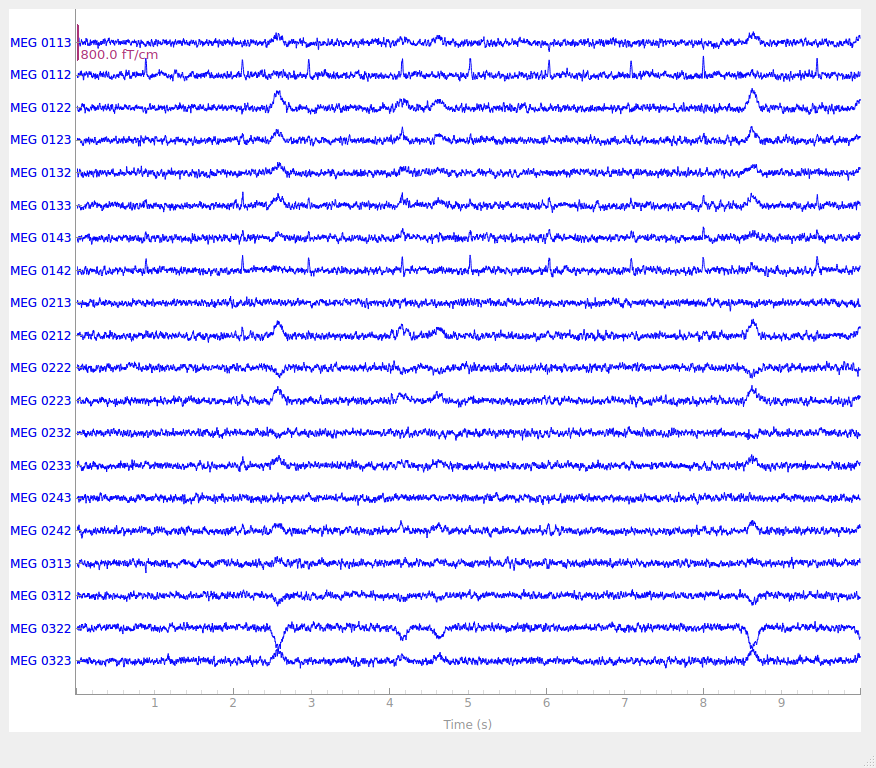 MEG 0113
800.0 fT/cm
MEG 0112
MEG 0122
MEG 0123
MEG 0132
MEG 0133
MEG 0143
MEG 0142
MEG 0213
MEG 0212
MEG 0222
MEG 0223
MEG 0232
MEG 0233
MEG 0243
MEG 0242
MEG 0313
MEG 0312
MEG 0322
MEG 0323
1 2 3 4 5 6 7 8 9
Time (s)